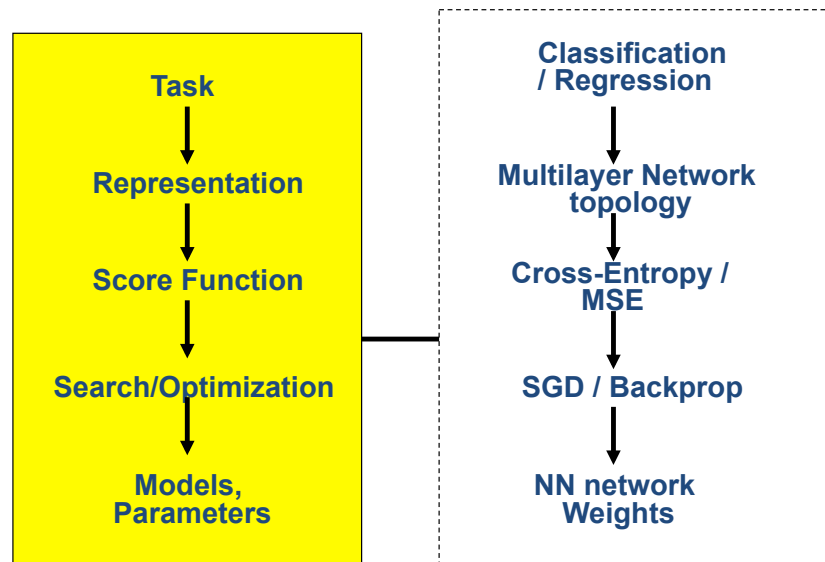 Task
Representation
Score Function
Search/Optimization
Models,
Parameters
Classification
/ Regression
Multilayer Network
topology
Cross-Entropy /
MSE
SGD / Backprop
NN network
Weights